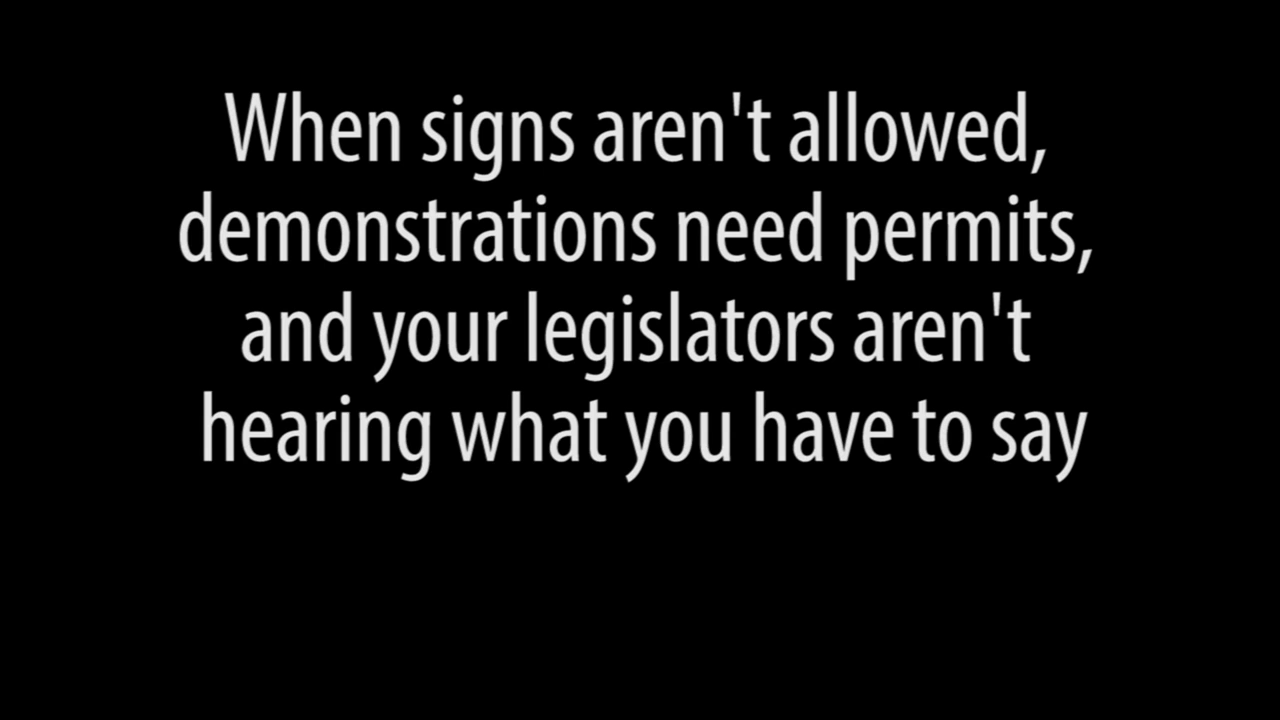 When signs aren't allowed,
demonstrations need permits,
and your legislators aren't
hearing what you have to say